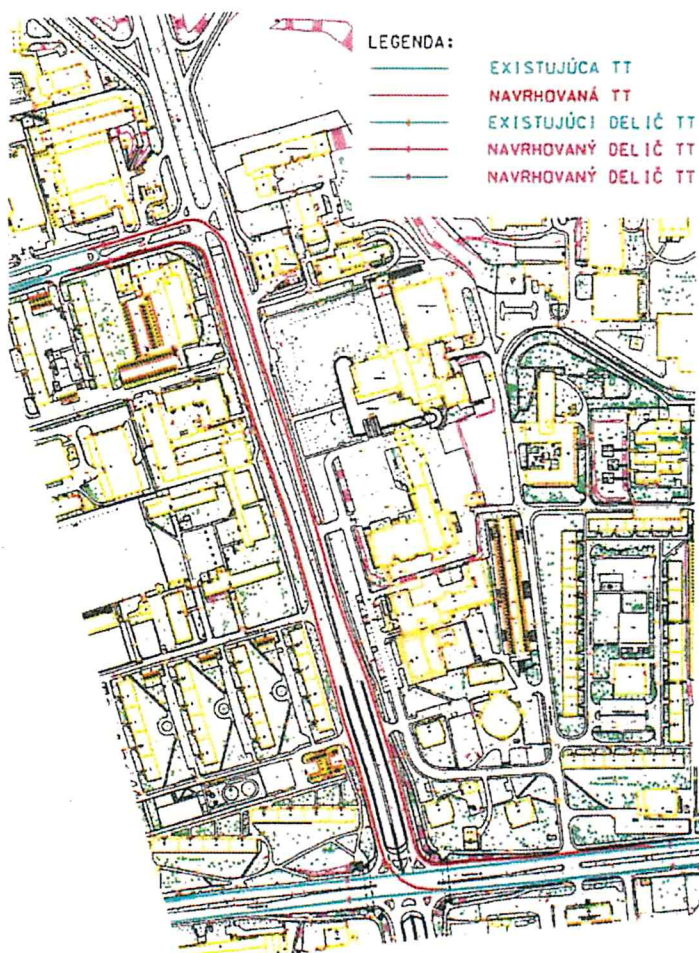 LEGENDA:
EXISTUJÚCA TT
NAVRHOVANÁ TT
EXISTUJÚCI DELIČ TT
NAVRHOVANÝ DELIČ TT
NAVRHOVANÝ DELIČ TT